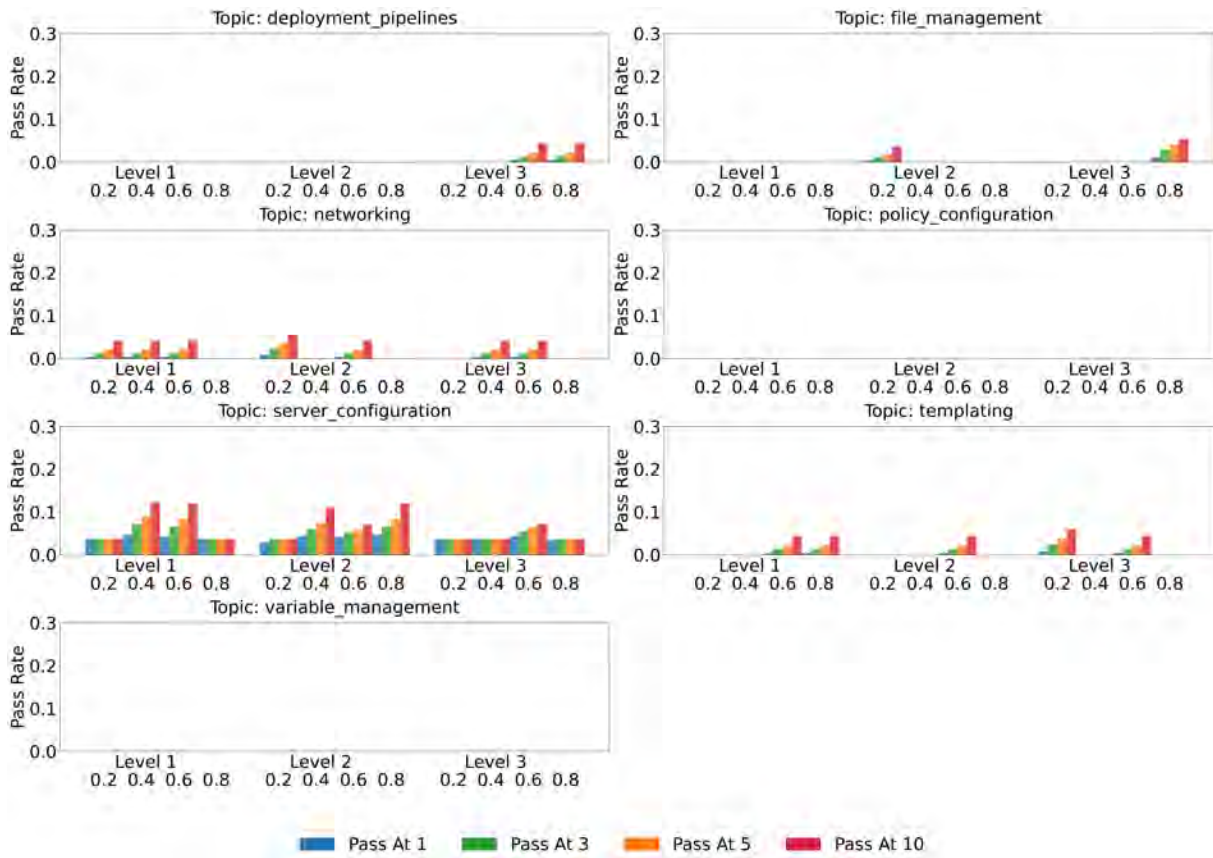 Topic: deployment_pipelines
Pass Rate
0.3
0.2
0.1
0.0
Level 1 Level 2 Level 3
0.2 0.4 0.6 0.8 0.2 0.4 0.6 0.8 0.2 0.4 0.6 0.8
Topic: file_management
Pass Rate
0.3
0.2
0.1
0.0
Level 1 Level 2 Level 3
0.2 0.4 0.6 0.8 0.2 0.4 0.6 0.8 0.2 0.4 0.6 0.8
Topic: networking
Pass Rate
0.3
0.2
0.1
0.0
Level 1 Level 2 Level 3
0.2 0.4 0.6 0.8 0.2 0.4 0.6 0.8 0.2 0.4 0.6 0.8
Topic: policy_configuration
Pass Rate
0.3
0.2
0.1
0.0
Level 1 Level 2 Level 3
0.2 0.4 0.6 0.8 0.2 0.4 0.6 0.8 0.2 0.4 0.6 0.8
Topic: server_configuration
Pass Rate
0.3
0.2
0.1
0.0
Level 1 Level 2 Level 3
0.2 0.4 0.6 0.8 0.2 0.4 0.6 0.8 0.2 0.4 0.6 0.8
Topic: templating
Pass Rate
0.3
0.2
0.1
0.0
Level 1 Level 2 Level 3
0.2 0.4 0.6 0.8 0.2 0.4 0.6 0.8 0.2 0.4 0.6 0.8
Topic: variable_management
Pass Rate
0.3
0.2
0.1
0.0
Level 1 Level 2 Level 3
0.2 0.4 0.6 0.8 0.2 0.4 0.6 0.8 0.2 0.4 0.6 0.8
Pass At 1 Pass At 3 Pass At 5 Pass At 10